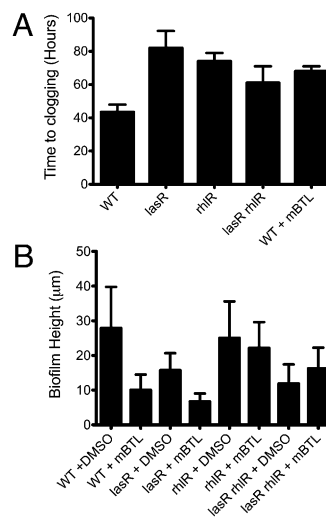 A
Time to clogging (Hours)
100
80
60
40
20
0
WT
lasR
rhlR
lasR rhlR
WT + mBTL
B
Biofilm Height (μm)
50
40
30
20
10
0
WT +DMSO
WT + mBTL
lasR + DMSO
lasR + mBTL
rhlR + DMSO
rhlR + mBTL
lasR rhlR + DMSO
lasR rhlR + mBTL